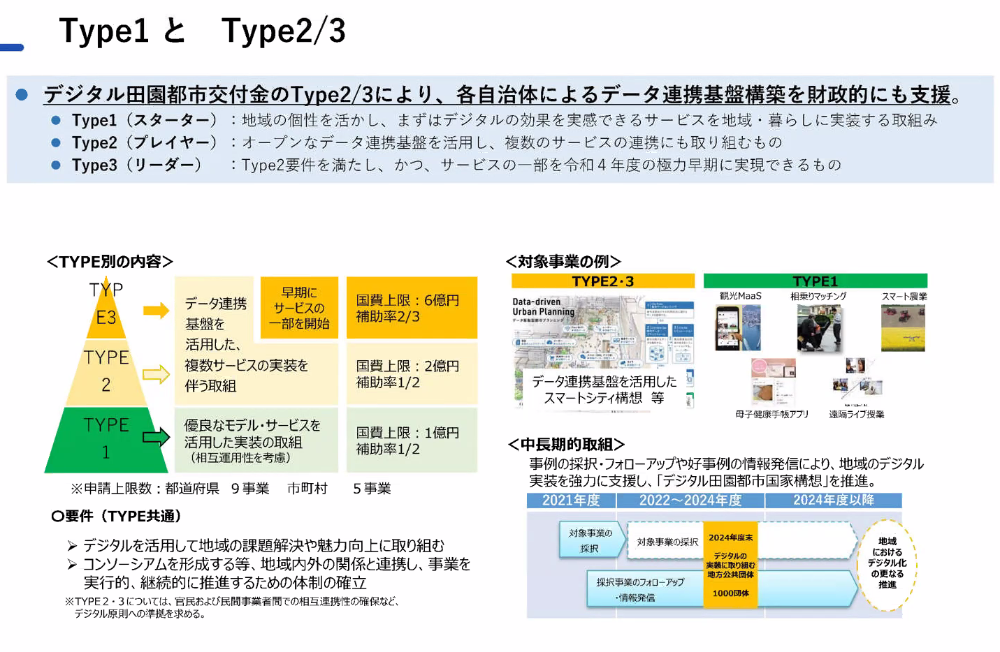 Type1 と　Type2/3
● デジタル田園都市交付金のType2/3により、各自治体によるデータ連携基盤構築を財政的にも支援。
● Type1（スターター）：地域の個性を活かし、まずはデジタルの効果を実感できるサービスを地域・暮らしに実装する取組み
● Type2（プレイヤー）：オープンなデータ連携基盤を活用し、複数のサービスの連携にも取り組むもの
● Type3（リーダー）　：Type2要件を満たし、かつ、サービスの一部を令和４年度の極力早期に実現できるもの
＜TYPE別の内容＞
TYP
E3
データ連携
基盤を
活用した、
複数サービスの実装を
伴う取組
早期に
サービスの
一部を開始
国費上限：6億円
補助率2/3
TYPE
2
国費上限：2億円
補助率1/2
TYPE
1
優良なモデル・サービスを
活用した実装の取組
（相互運用性を考慮）
国費上限：1億円
補助率1/2
※申請上限数：都道府県　９事業　市町村　５事業
〇要件（TYPE共通）
➢ デジタルを活用して地域の課題解決や魅力向上に取り組む
➢ コンソーシアムを形成する等、地域内外の関係と連携し、事業を
実行的、継続的に推進するための体制の確立
※TYPE２・３については、官民および民間事業者間での相互連携性の確保など、
デジタル原則への準拠を求める。
＜対象事業の例＞
TYPE2・3
Data-driven
Urban Planning
データ駆動型都市プランニング
データ連携基盤を活用した
スマートシティ構想　等
TYPE1
観光MaaS
相乗りマッチング
スマート農業
母子健康手帳アプリ
遠隔ライブ授業
＜中長期的取組＞
事例の採択・フォローアップや好事例の情報発信により、地域のデジタル
実装を強力に支援し、「デジタル田園都市国家構想」を推進。
2021年度
2022～2024年度
2024年度以降
対象事業の
採択
対象事業の採択
2024年度末
デジタルの
実装に取り組む
地方公共団体
1000団体
採択事業のフォローアップ
・情報発信
地域
における
デジタル化
の更なる
推進